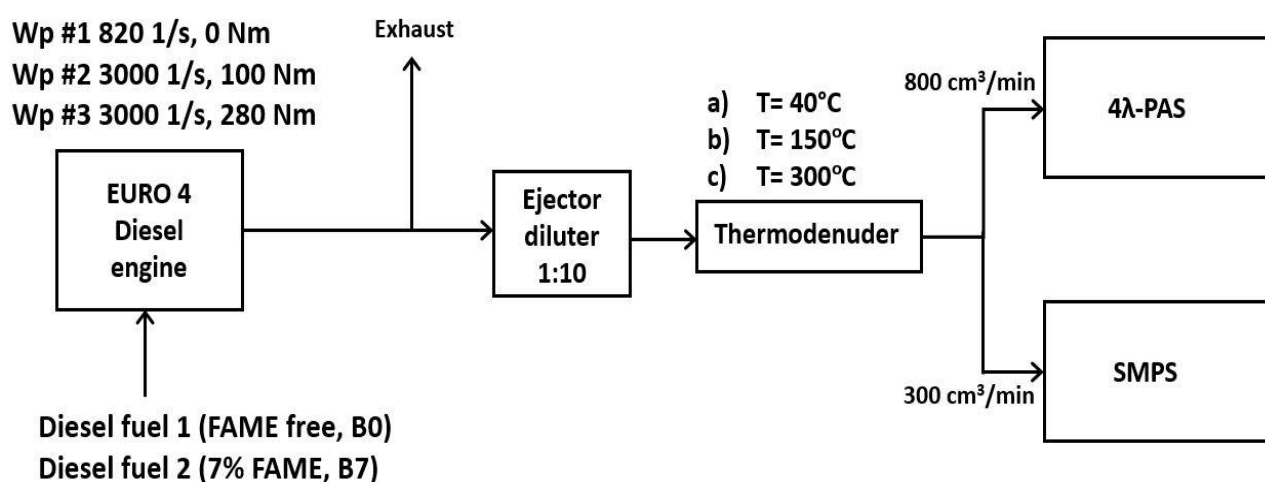 Wp #1 820 1/s, 0 Nm
Wp #2 3000 1/s, 100 Nm
Wp #3 3000 1/s, 280 Nm
Exhaust
EURO 4
Diesel
engine
Diesel fuel 1 (FAME free, B0)
Diesel fuel 2 (7% FAME, B7)
Ejector
diluter
1:10
a) T= 40°C
b) T= 150°C
c) T= 300°C
Thermodenuder
800 cm³/min
4λ-PAS
300 cm³/min
SMPS